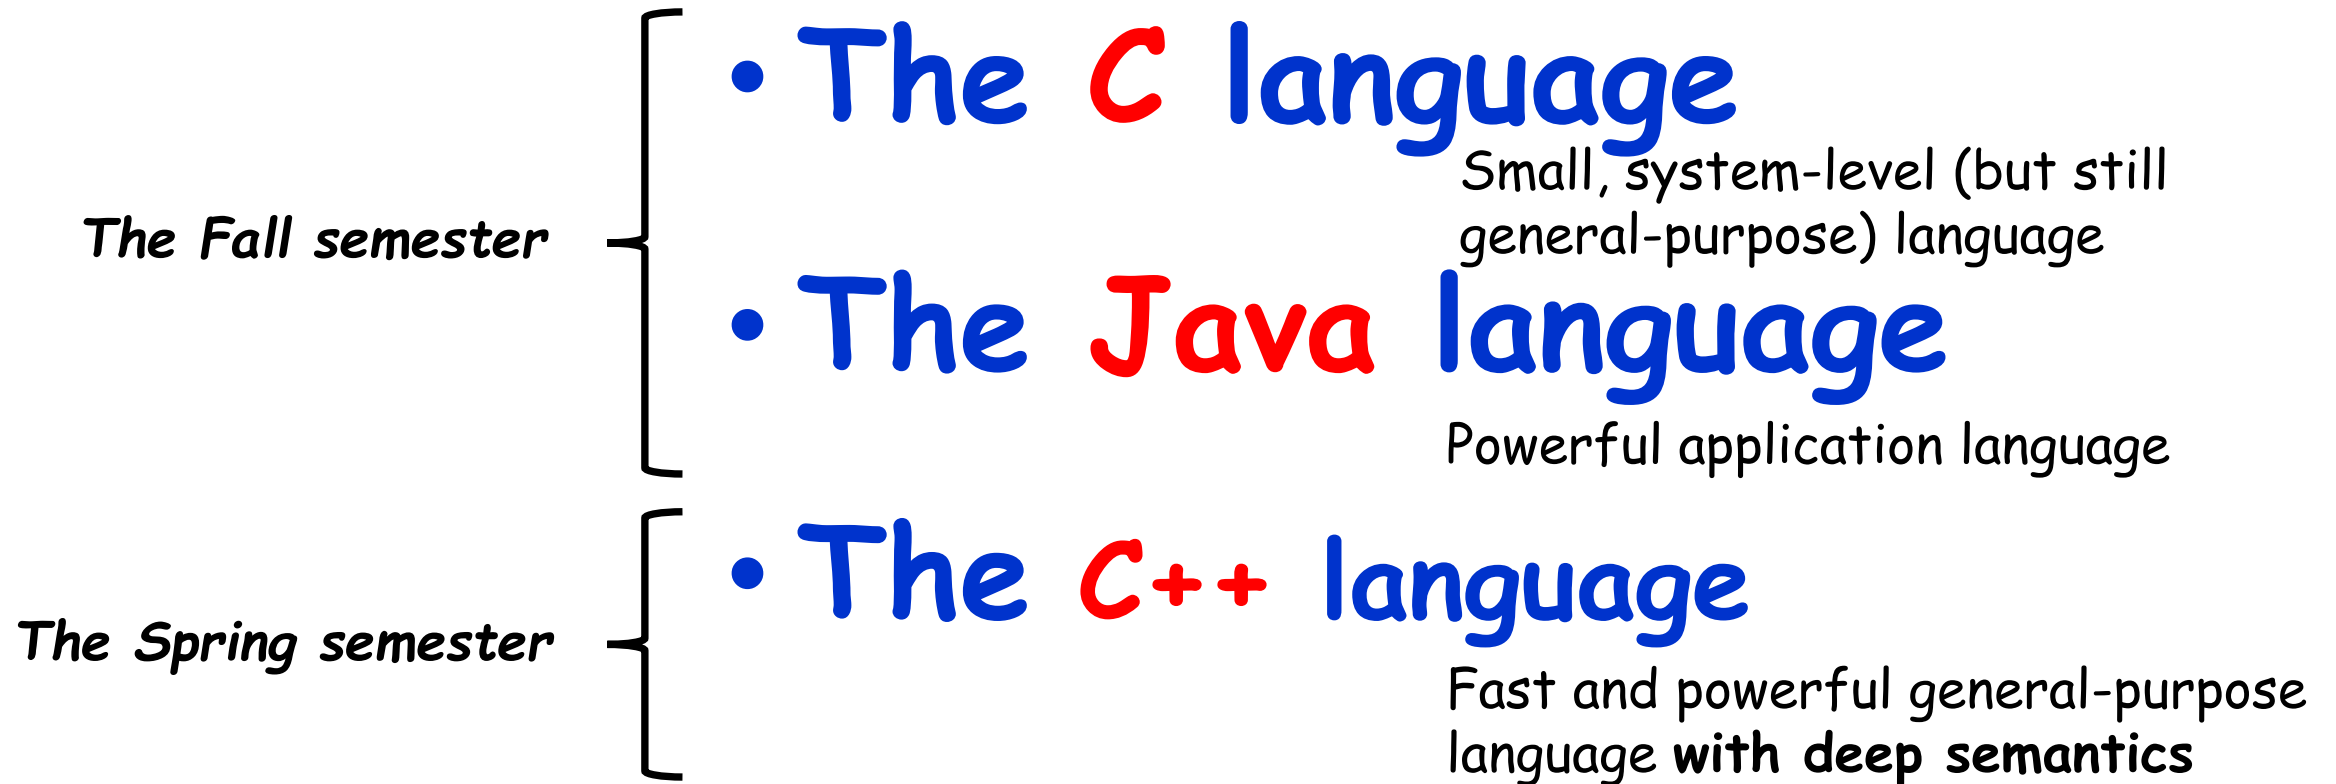 The Fall semester
• The C language
Small, system-level (but still
general-purpose) language
• The Java language
Powerful application language
The Spring semester
• The C++ language
Fast and powerful general-purpose
language with deep semantics